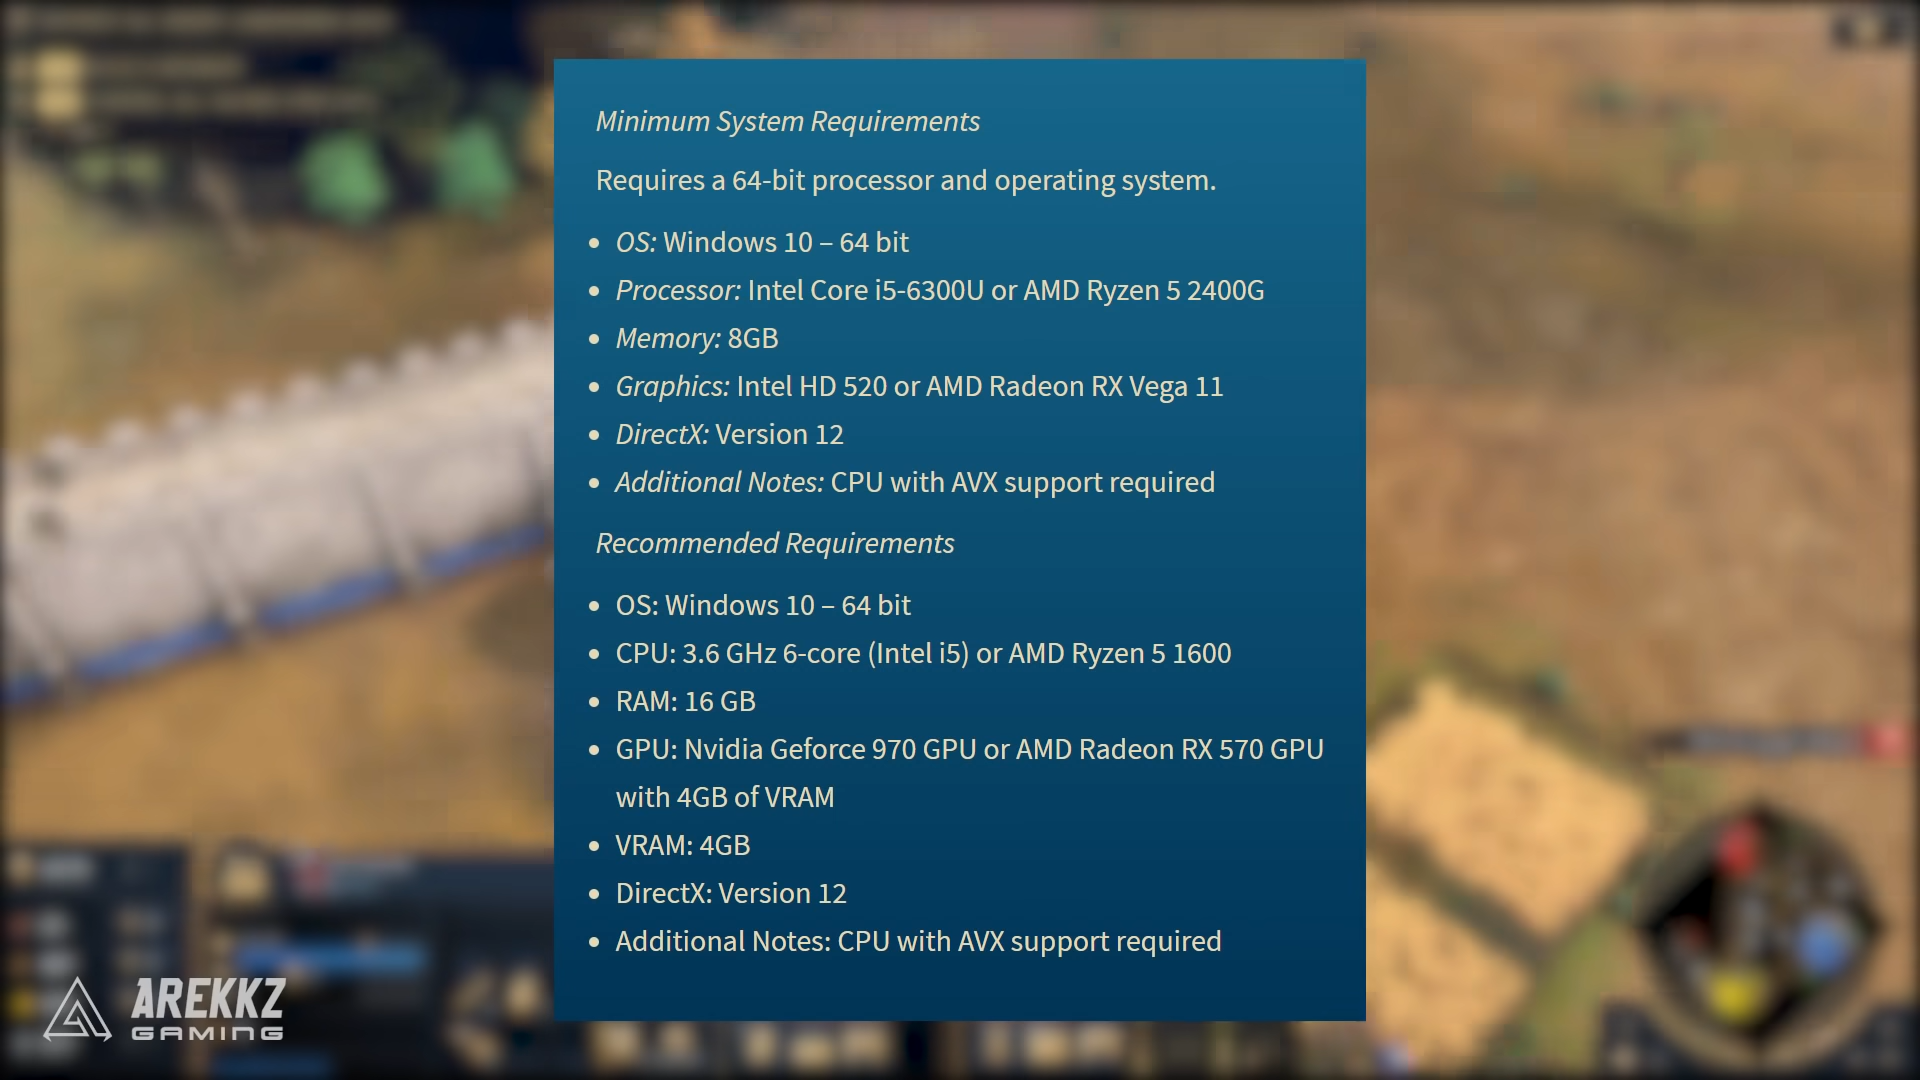 Minimum System Requirements
Requires a 64-bit processor and operating system.
• OS: Windows 10 – 64 bit
• Processor: Intel Core i5-6300U or AMD Ryzen 5 2400G
• Memory: 8GB
• Graphics: Intel HD 520 or AMD Radeon RX Vega 11
• DirectX: Version 12
• Additional Notes: CPU with AVX support required
Recommended Requirements
• OS: Windows 10 – 64 bit
• CPU: 3.6 GHz 6-core (Intel i5) or AMD Ryzen 5 1600
• RAM: 16 GB
• GPU: Nvidia Geforce 970 GPU or AMD Radeon RX 570 GPU
with 4GB of VRAM
• VRAM: 4GB
• DirectX: Version 12
• Additional Notes: CPU with AVX support required
AREKKZ
GAMING